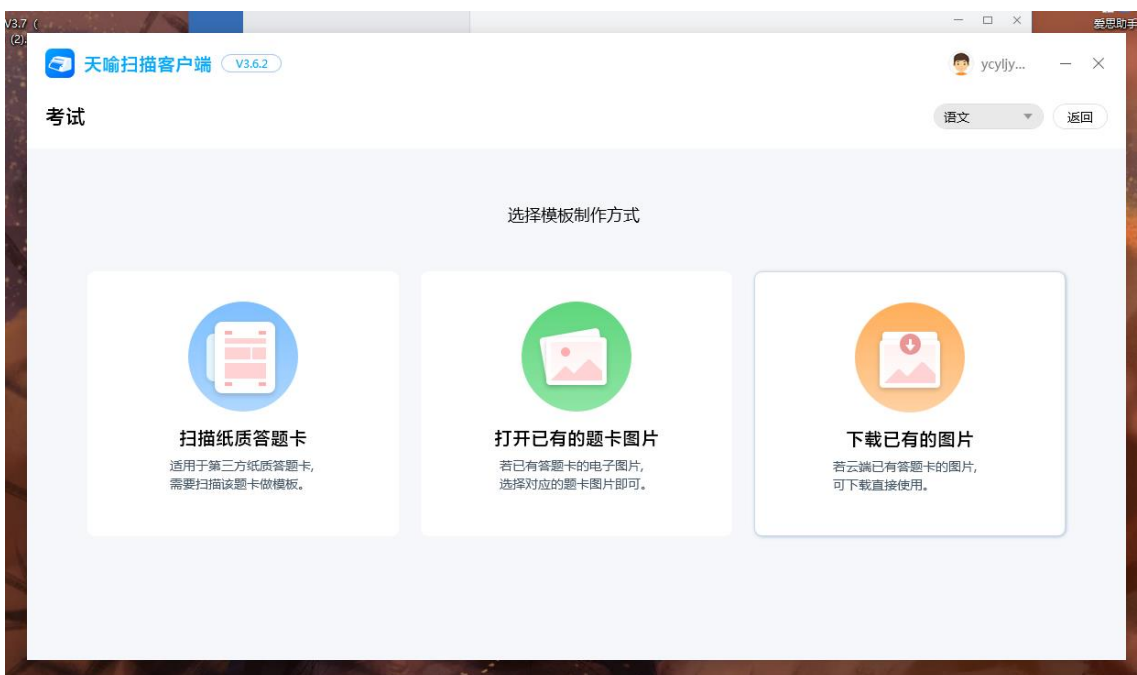 V3.7 (
(2).
爱思助手
天喻扫描客户端 V3.6.2
ycyljy...
考试
语文
返回
选择模板制作方式
扫描纸质答题卡
适用于第三方纸质答题卡,
需要扫描该题卡做模板。
打开已有的题卡图片
若已有答题卡的电子图片,
选择对应的题卡图片即可。
下载已有的图片
若云端已有答题卡的图片,
可下载直接使用。